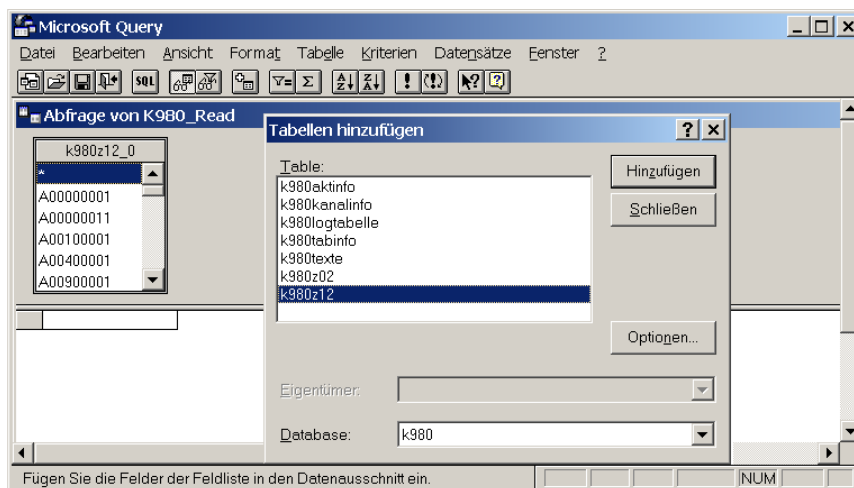 Microsoft Query
Datei Bearbeiten Ansicht Format Tabelle Kriterien Datensätze Fenster ?
SQL
Abfrage von K980_Read
k980z12_0
*
A00000001
A00000011
A00100001
A00400001
A00900001
Tabellen hinzufügen
Table:
k980aktinfo
k980kanalinfo
k980logtabelle
k980tabinfo
k980texte
k980z02
k980z12
Hinzufügen
Schließen
Optionen...
Eigentümer:
Database: k980
Fügen Sie die Felder der Feldliste in den Datenausschnitt ein. NUM